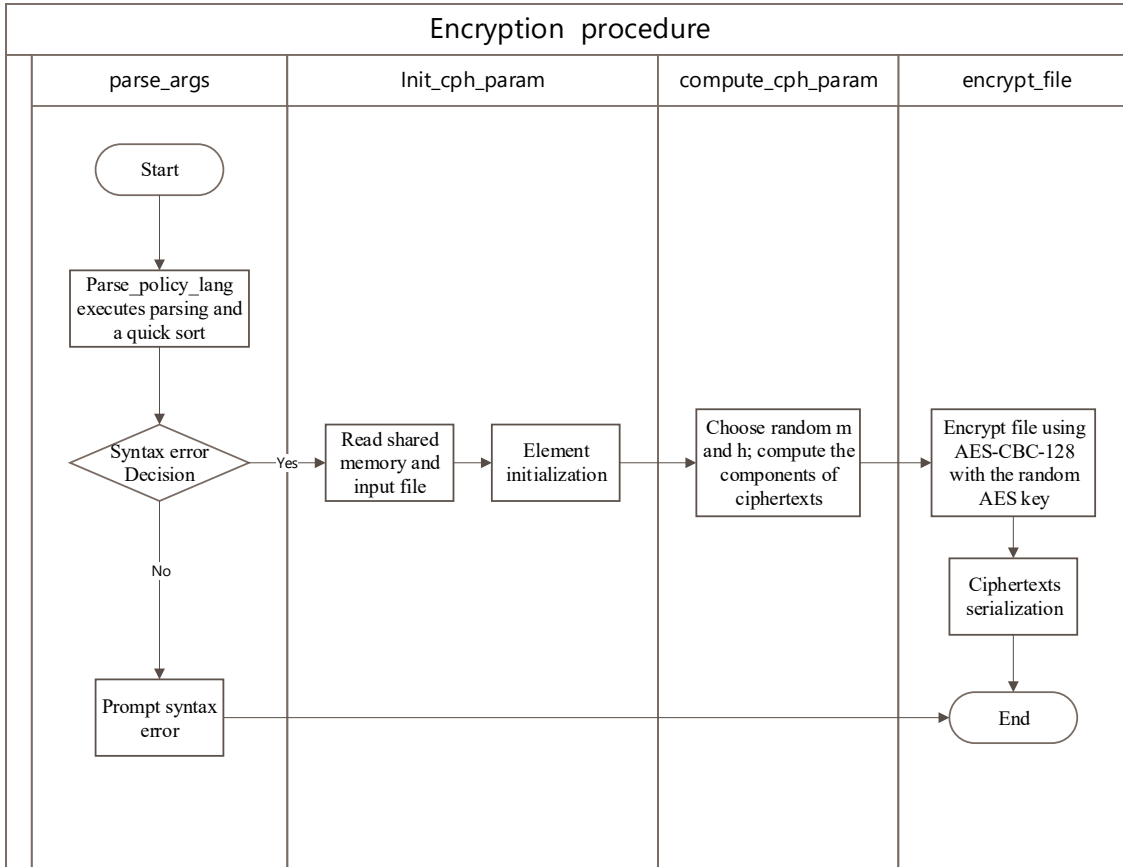 Encryption procedure
parse_args
Init_cph_param
compute_cph_param
encrypt_file
Start
Parse_policy_lang
executes parsing and
a quick sort
Syntax error
Decision
Yes
Read shared
memory and
input file
Element
initialization
Choose random m
and h; compute the
components of
ciphertexts
Encrypt file using
AES-CBC-128
with the random
AES key
No
Ciphertexts
serialization
Prompt syntax
error
End